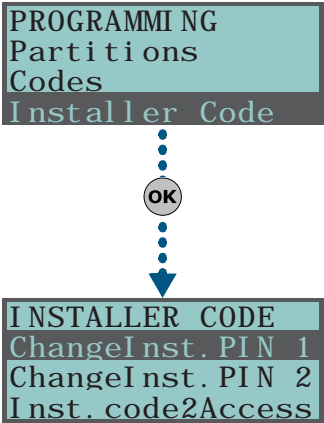 PROGRAMMING
Partitions
Codes
Installer Code
OK
INSTALLER CODE
ChangeInst.PIN 1
ChangeInst.PIN 2
Inst.code2Access